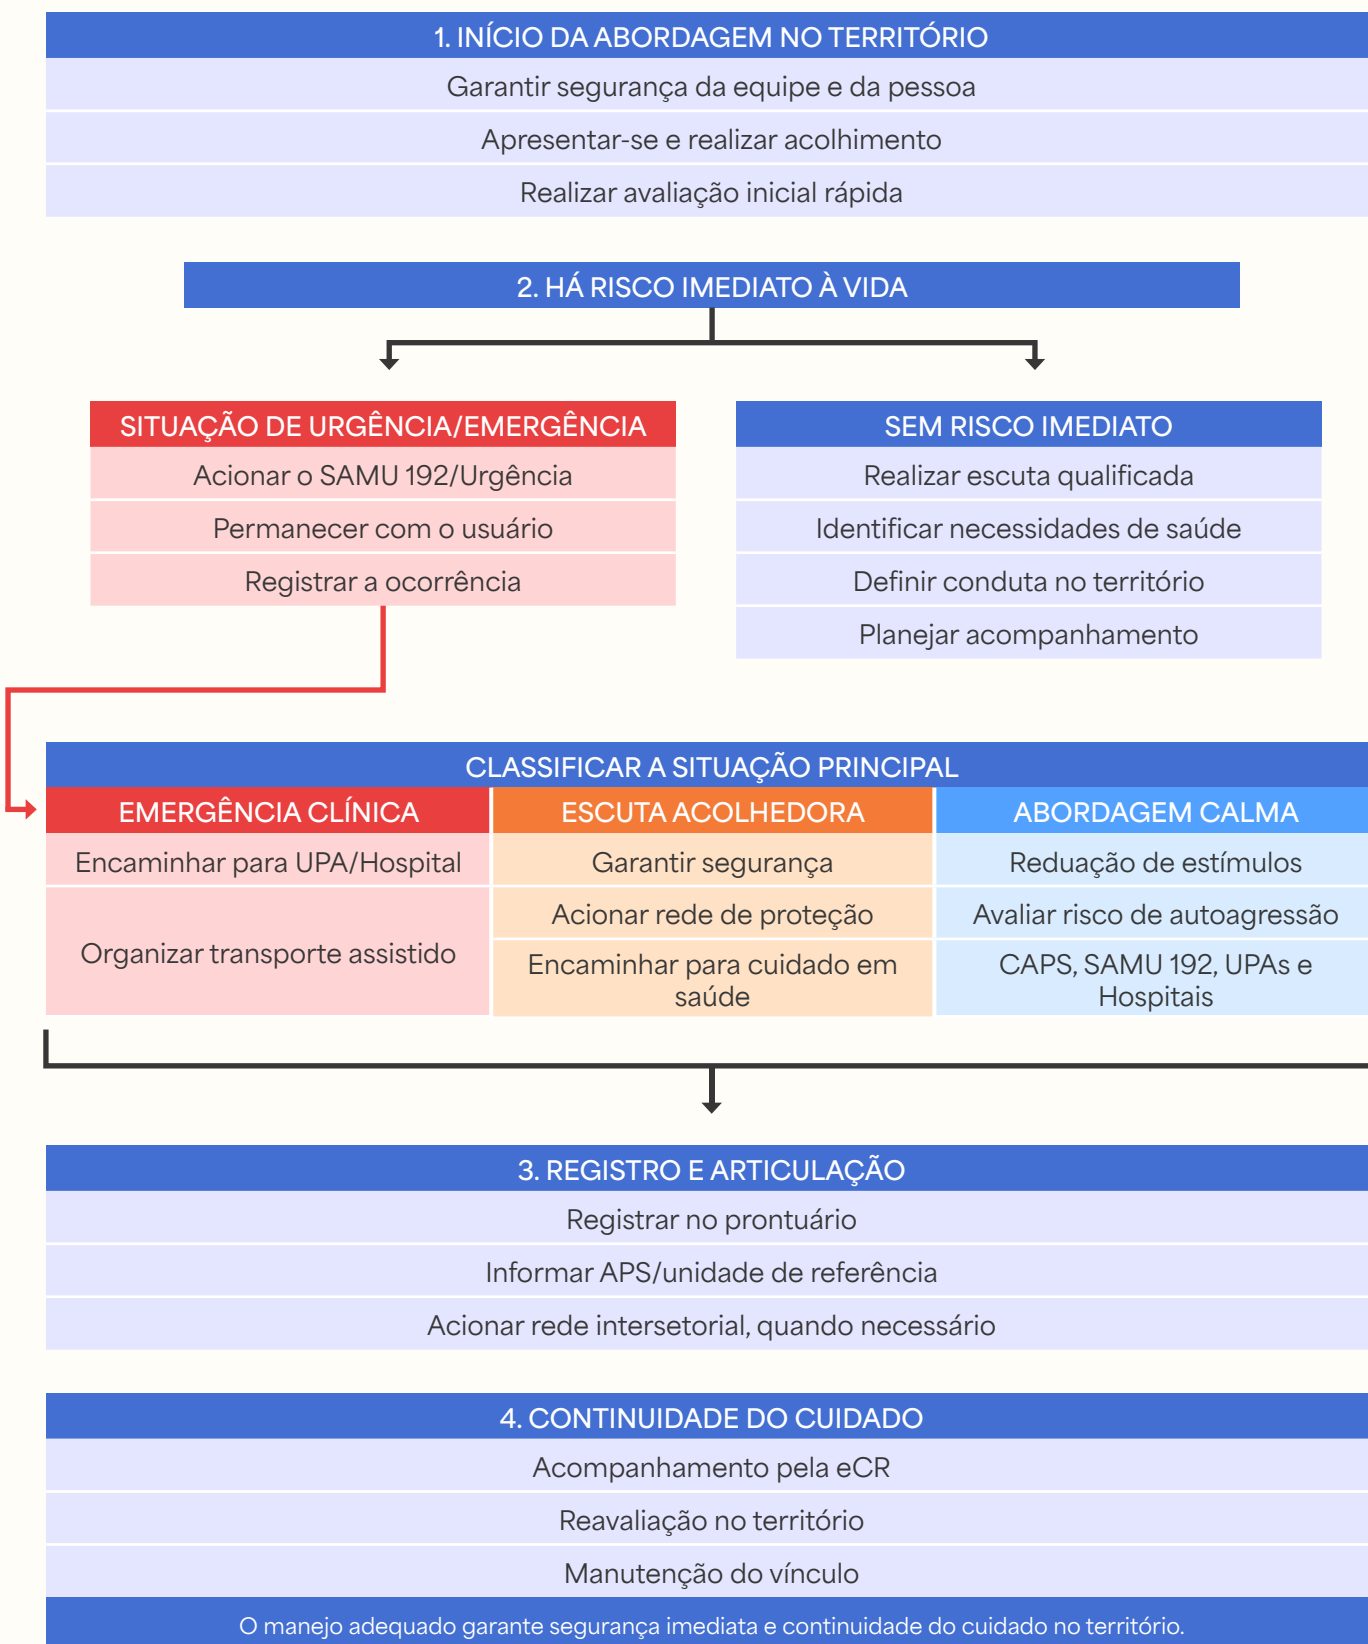 1. INÍCIO DA ABORDAGEM NO TERRITÓRIO
Garantir segurança da equipe e da pessoa
Apresentar-se e realizar acolhimento
Realizar avaliação inicial rápida
2. HÁ RISCO IMEDIATO À VIDA
SITUAÇÃO DE URGÊNCIA/EMERGÊNCIA
Acionar o SAMU 192/Urgência
Permanecer com o usuário
Registrar a ocorrência
SEM RISCO IMEDIATO
Realizar escuta qualificada
Identificar necessidades de saúde
Definir conduta no território
Planejar acompanhamento
CLASSIFICAR A SITUAÇÃO PRINCIPAL
EMERGÊNCIA CLÍNICA
Encaminhar para UPA/Hospital
Organizar transporte assistido
ESCUTA ACOLHEDORA
Garantir segurança
Acionar rede de proteção
Encaminhar para cuidado em
saúde
ABORDAGEM CALMA
Reduação de estímulos
Avaliar risco de autoagressão
CAPS, SAMU 192, UPAs e
Hospitais
3. REGISTRO E ARTICULAÇÃO
Registrar no prontuário
Informar APS/unidade de referência
Acionar rede intersetorial, quando necessário
4. CONTINUIDADE DO CUIDADO
Acompanhamento pela eCR
Reavaliação no território
Manutenção do vínculo
O manejo adequado garante segurança imediata e continuidade do cuidado no território.